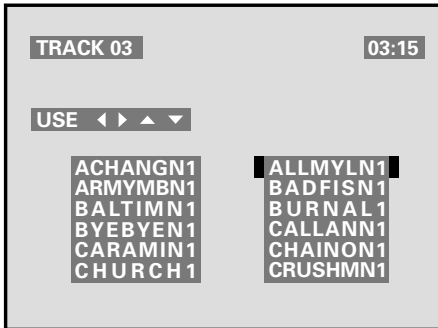 TRACK 03 03:15
USE ◀ ▶ ▲ ▼
ACHANGN1 ALLMYLN1
ARMYMBN1 BADFISN1
BALTIMN1 BURNAL1
BYEBYEN1 CALLANN1
CARAMIN1 CHAINON1
CHURCH1 CRUSHMN1